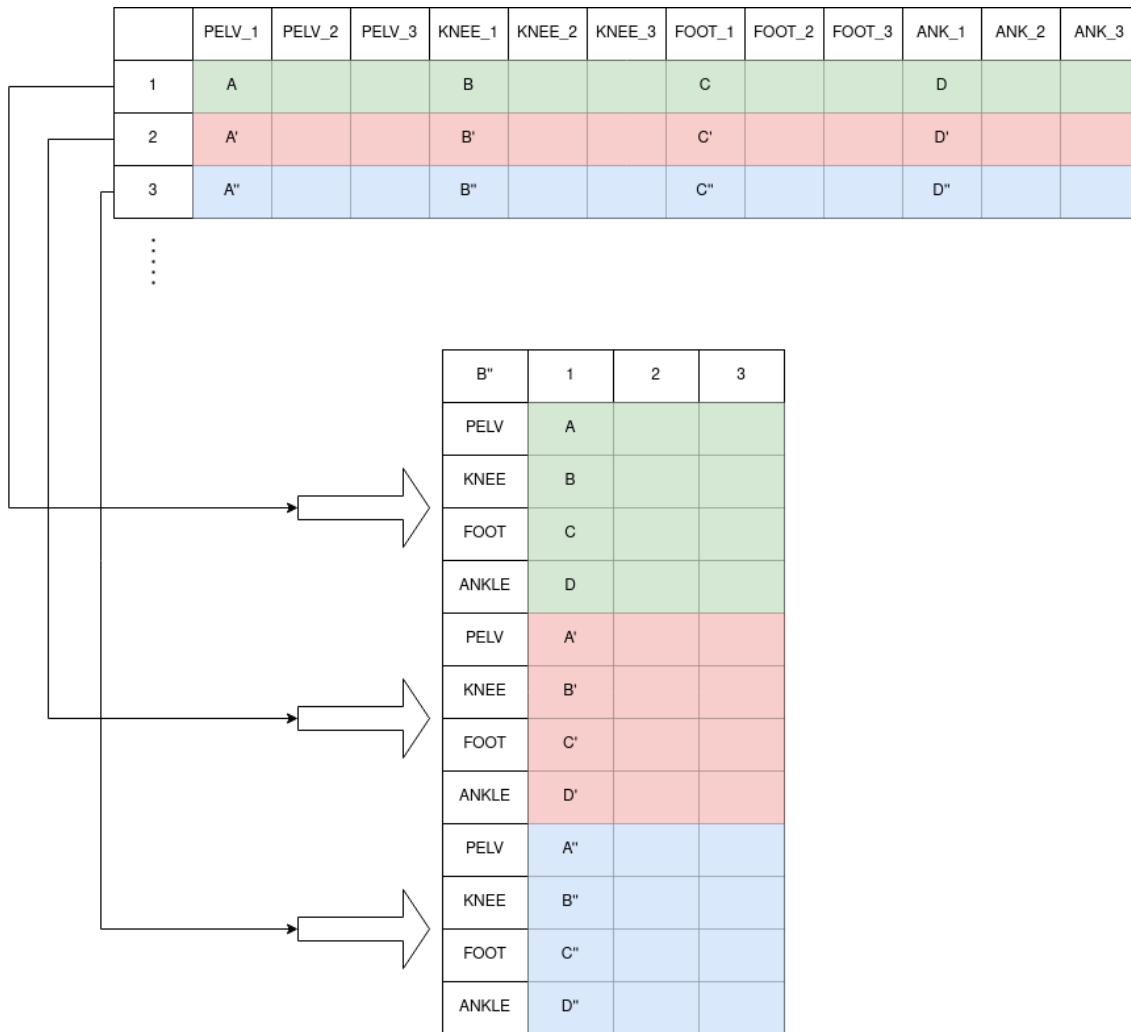 PELV_1 PELV_2 PELV_3 KNEE_1 KNEE_2 KNEE_3 FOOT_1 FOOT_2 FOOT_3 ANK_1 ANK_2 ANK_3
1 A B C D
2 A' B' C' D'
3 A" B" C" D"
B" 1 2 3
PELV A
KNEE B
FOOT C
ANKLE D
PELV A'
KNEE B'
FOOT C'
ANKLE D'
PELV A"
KNEE B"
FOOT C"
ANKLE D"